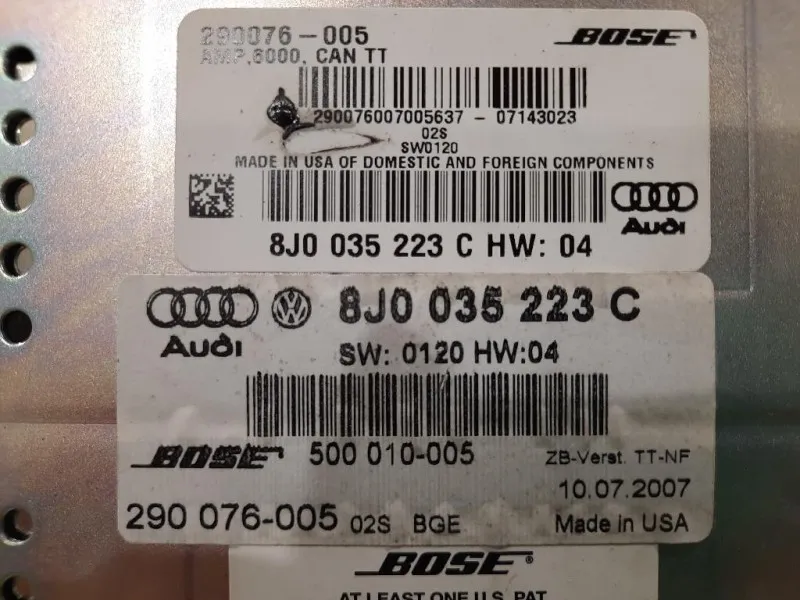 290076-005 BOSE
AMP,6000, CAN TT
290076007005637 - 07143023
02S
SW0120
MADE IN USA OF DOMESTIC AND FOREIGN COMPONENTS
Audi
8J0 035 223 C HW: 04
8J0 035 223 C
Audi
SW: 0120 HW:04
BOSE 500 010-005 ZB-Verst. TT-NF
10.07.2007
290 076-005 02S BGE Made in USA
BOSE®
AT LEAST ONE U.S. PAT.